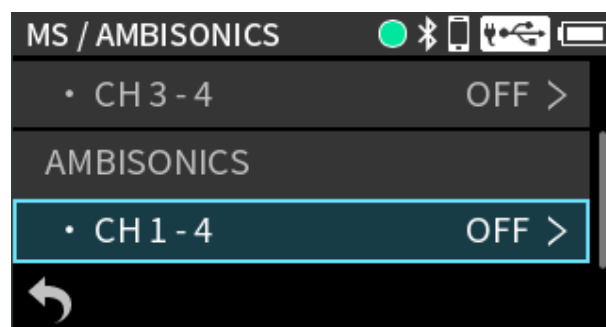 MS / AMBISONICS
• CH 3 - 4 OFF >
AMBISONICS
• CH 1 - 4 OFF >